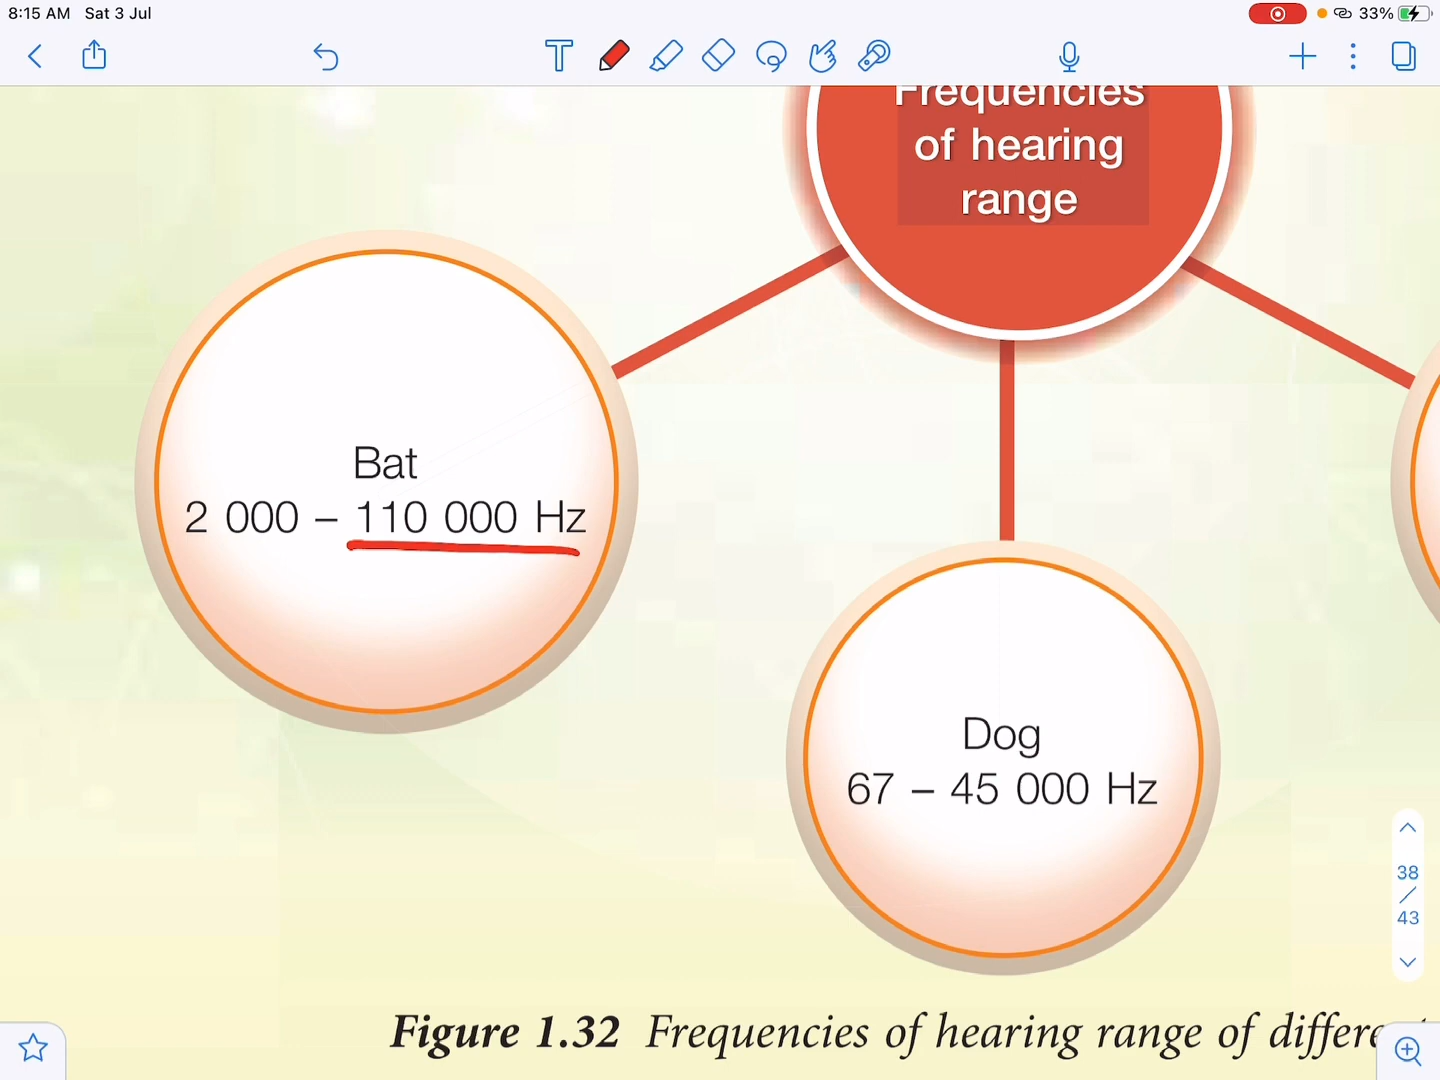 8:15 AM Sat 3 Jul
33%
Frequencies
of hearing
range
Bat
2 000 – 110 000 Hz
Dog
67 – 45 000 Hz
38
/
43
Figure 1.32 Frequencies of hearing range of